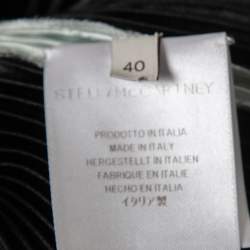 40
STELLA McCARTNEY
PRODOTTO IN ITALIA
MADE IN ITALY
HERGESTELLT IN ITALIEN
FABRIQUE EN ITALIE
HECHO EN ITALIA
イタリア製